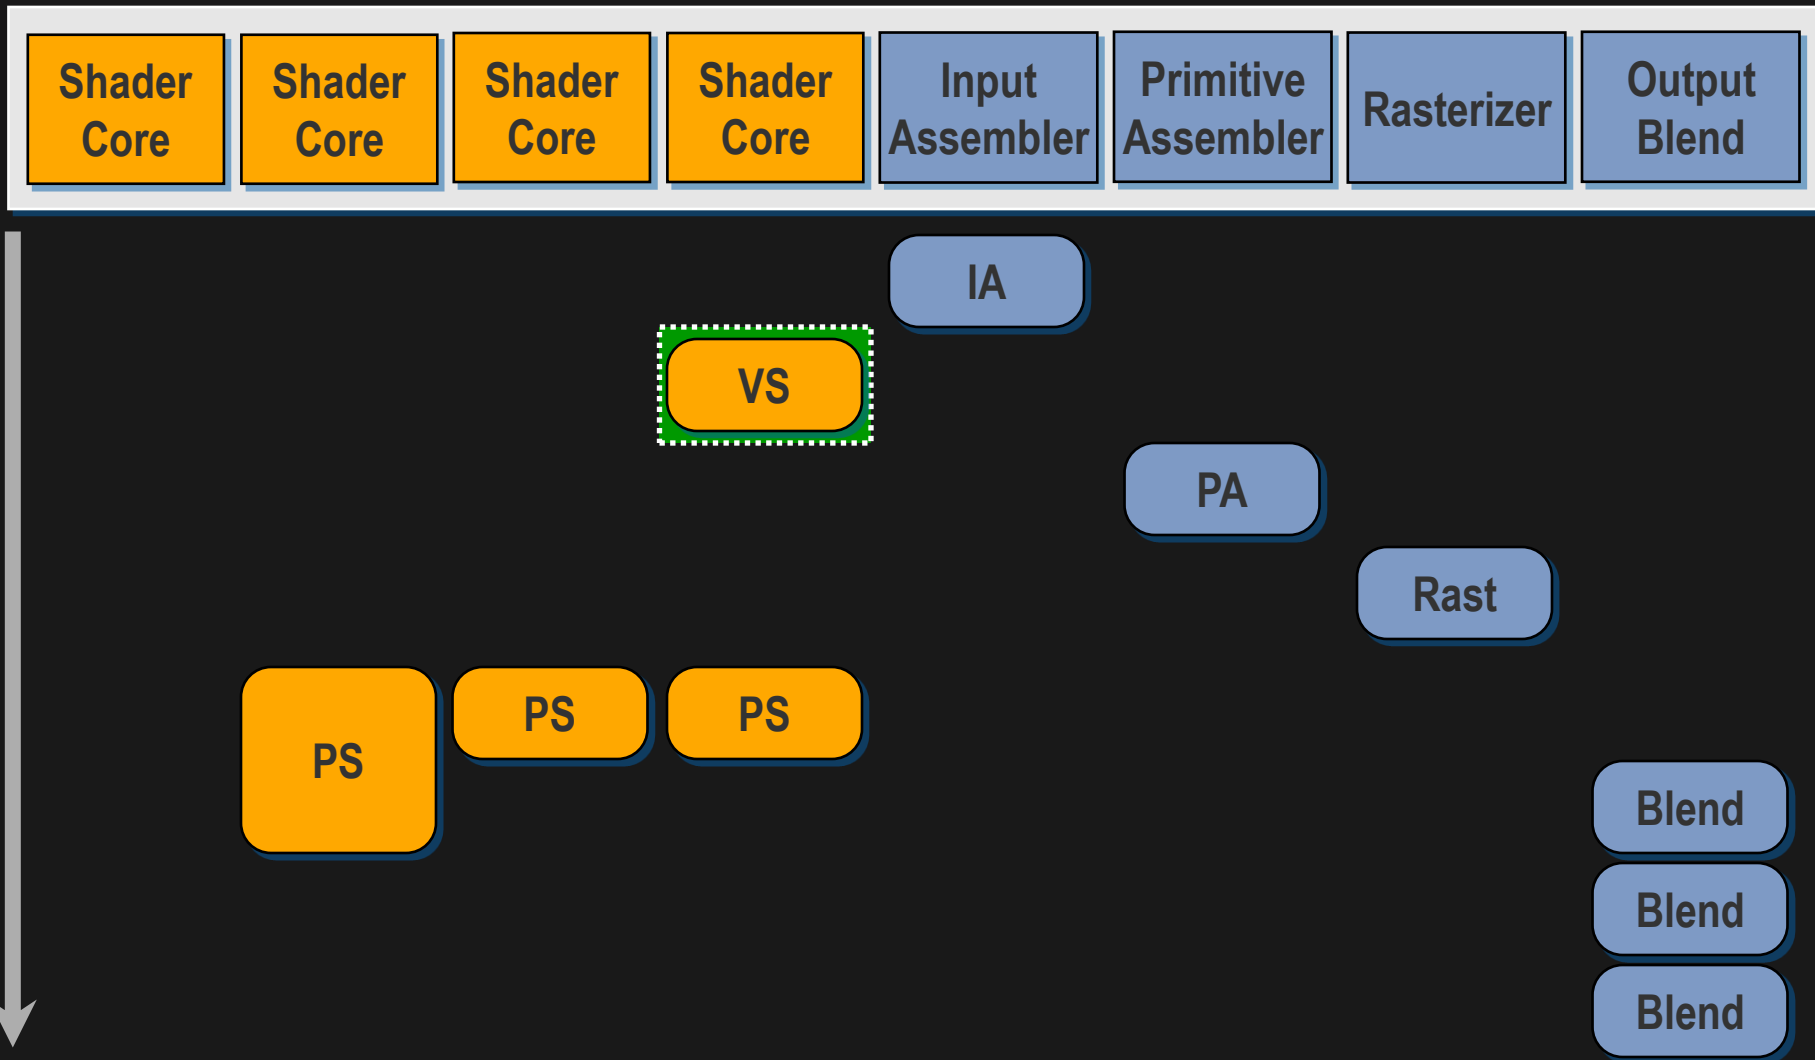 Shader
Core
Shader
Core
Shader
Core
Shader
Core
Input
Assembler
Primitive
Assembler
Rasterizer
Output
Blend
IA
VS
PA
Rast
PS
PS
PS
Blend
Blend
Blend